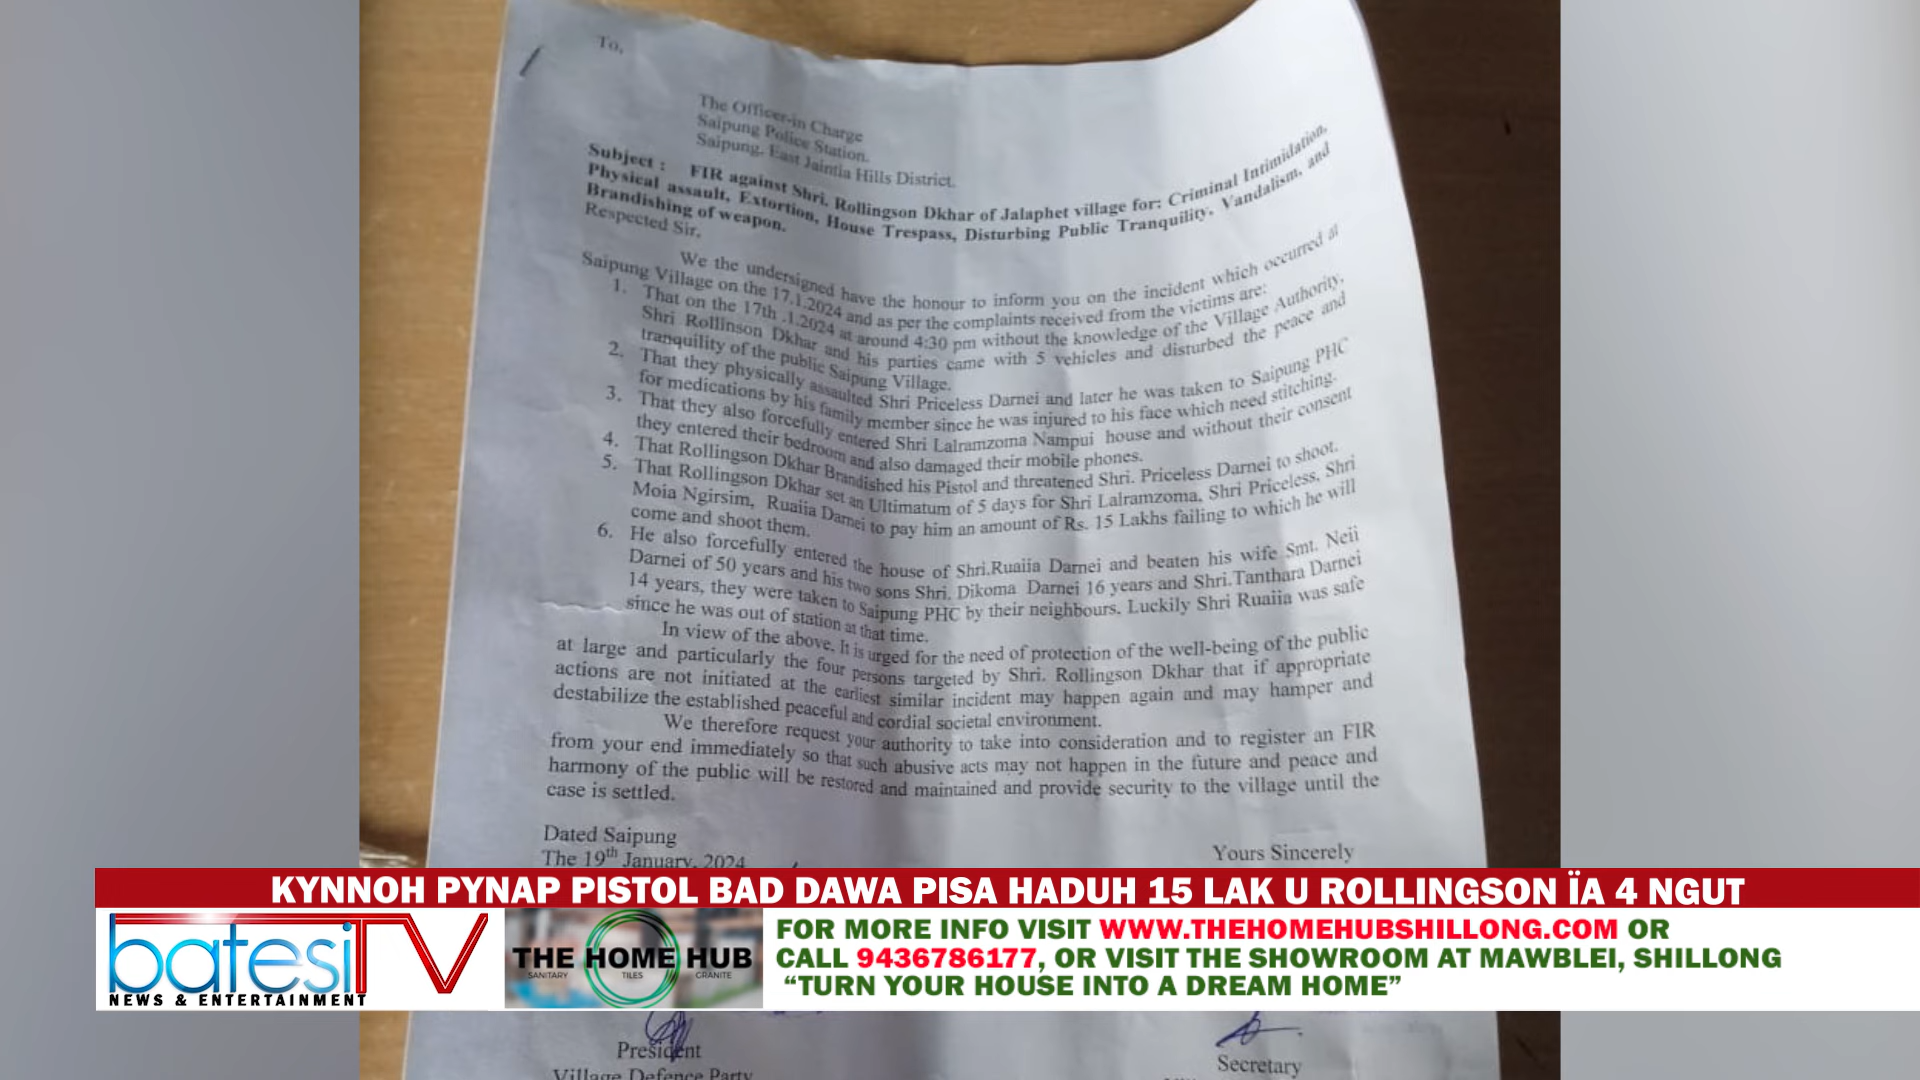 To,
The Officer-in Charge
Saipung Police Station.
Saipung, East Jaintia Hills District.
Subject : FIR against Shri. Rollingson Dkhar of Jalaphet village for: Criminal Intimidation,
Physical assault, Extortion, House Trespass, Disturbing Public Tranquility, Vandalism, and
Brandishing of weapon.
Respected Sir,
We the undersigned have the honour to inform you on the incident which occurred at
Saipung Village on the 17.1.2024 and as per the complaints received from the victims are:
1. That on the 17th .1.2024 at around 4:30 pm without the knowledge of the Village Authority,
Shri Rollinson Dkhar and his parties came with 5 vehicles and disturbed the peace and
tranquility of the public Saipung Village.
2. That they physically assaulted Shri Priceless Darnei and later he was taken to Saipung PHC
for medications by his family member since he was injured to his face which need stitching.
3. That they also forcefully entered Shri Lalramzoma Nampui house and without their consent
they entered their bedroom and also damaged their mobile phones.
4. That Rollingson Dkhar Brandished his Pistol and threatened Shri. Priceless Darnei to shoot.
5. That Rollingson Dkhar set an Ultimatum of 5 days for Shri Lalramzoma, Shri Priceless, Shri
Moia Ngirsim, Ruaiia Darnei to pay him an amount of Rs. 15 Lakhs failing to which he will
come and shoot them.
6. He also forcefully entered the house of Shri.Ruaiia Darnei and beaten his wife Smt. Neii
Darnei of 50 years and his two sons Shri. Dikoma Darnei 16 years and Shri.Tanthara Darnei
14 years, they were taken to Saipung PHC by their neighbours. Luckily Shri Ruaiia was safe
since he was out of station at that time.
In view of the above, It is urged for the need of protection of the well-being of the public
at large and particularly the four persons targeted by Shri. Rollingson Dkhar that if appropriate
actions are not initiated at the earliest similar incident may happen again and may hamper and
destabilize the established peaceful and cordial societal environment.
We therefore request your authority to take into consideration and to register an FIR
from your end immediately so that such abusive acts may not happen in the future and peace and
harmony of the public will be restored and maintained and provide security to the village until the
case is settled.
Dated Saipung
The 19th January, 2024
Yours Sincerely
KYNNOH PYNAP PISTOL BAD DAWA PISA HADUH 15 LAK U ROLLINGSON ÏA 4 NGUT
batesi TV
NEWS & ENTERTAINMENT
THE HOME HUB
SANITARY TILES GRANITE
FOR MORE INFO VISIT WWW.THEHOMEHUBSHILLONG.COM OR
CALL 9436786177, OR VISIT THE SHOWROOM AT MAWBLEI, SHILLONG
“TURN YOUR HOUSE INTO A DREAM HOME”
President
Village Defence Party
Secretary